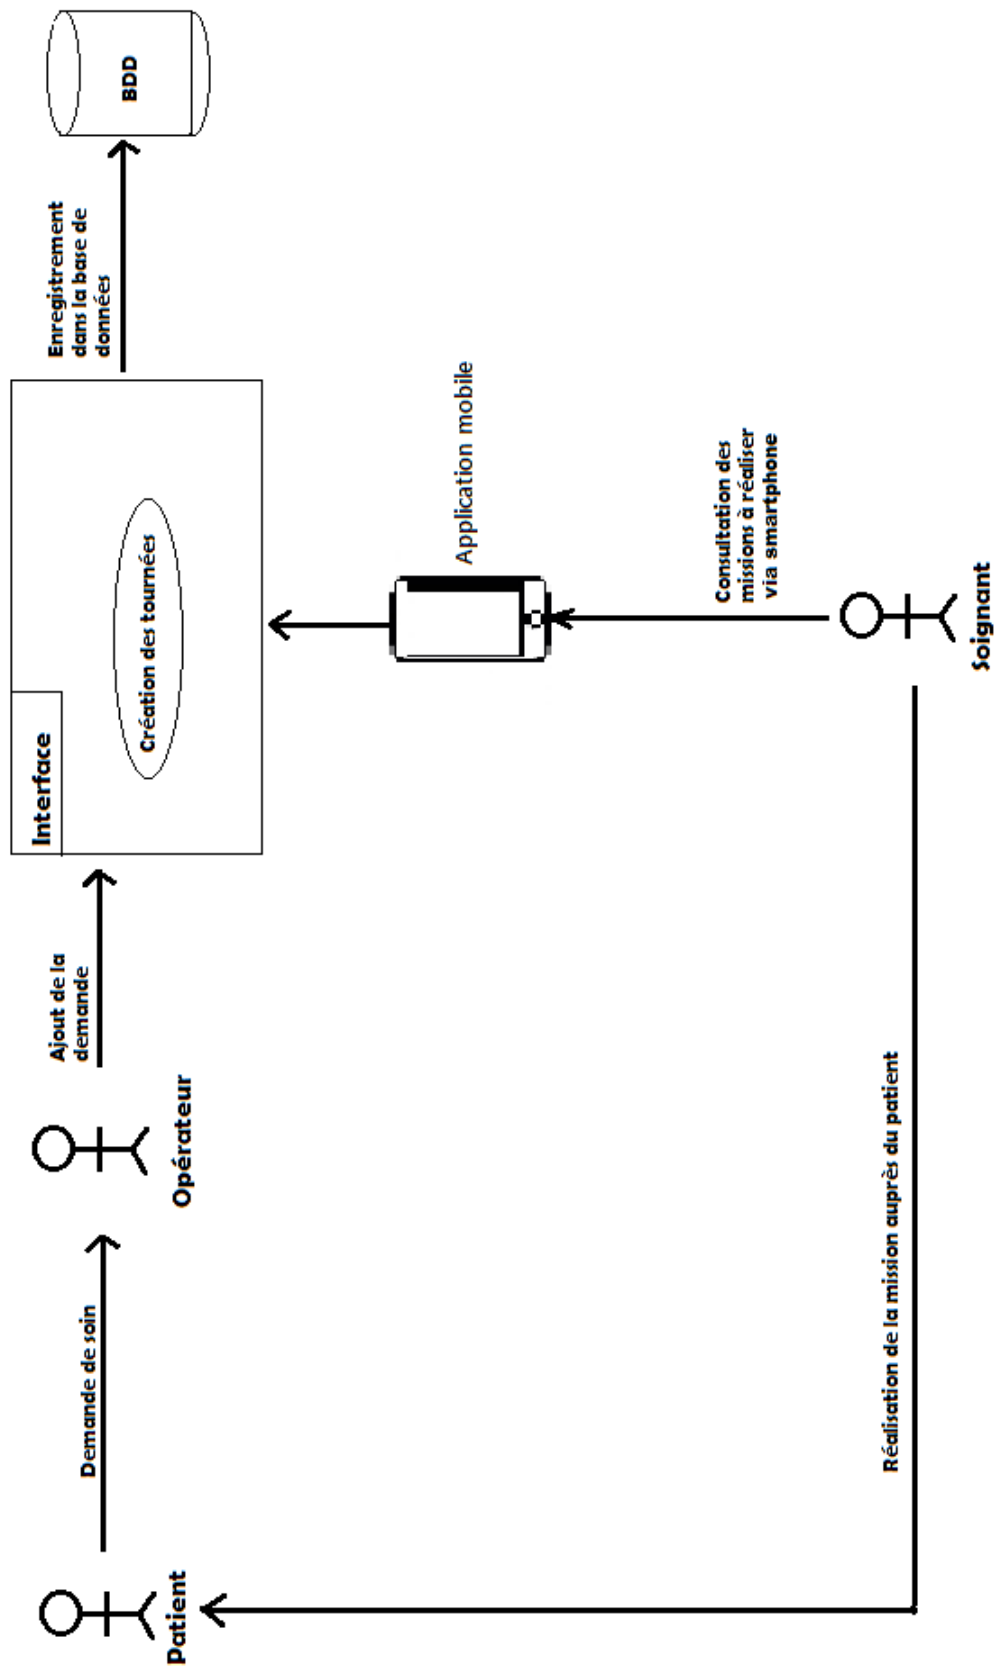 Patient
Demande de soin
Opérateur
Ajout de la
demande
Interface
Création des tournées
Enregistrement
dans la base de
données
BDD
Application mobile
Consultation des
missions à réaliser
via smartphone
Soignant
Réalisation de la mission auprès du patient